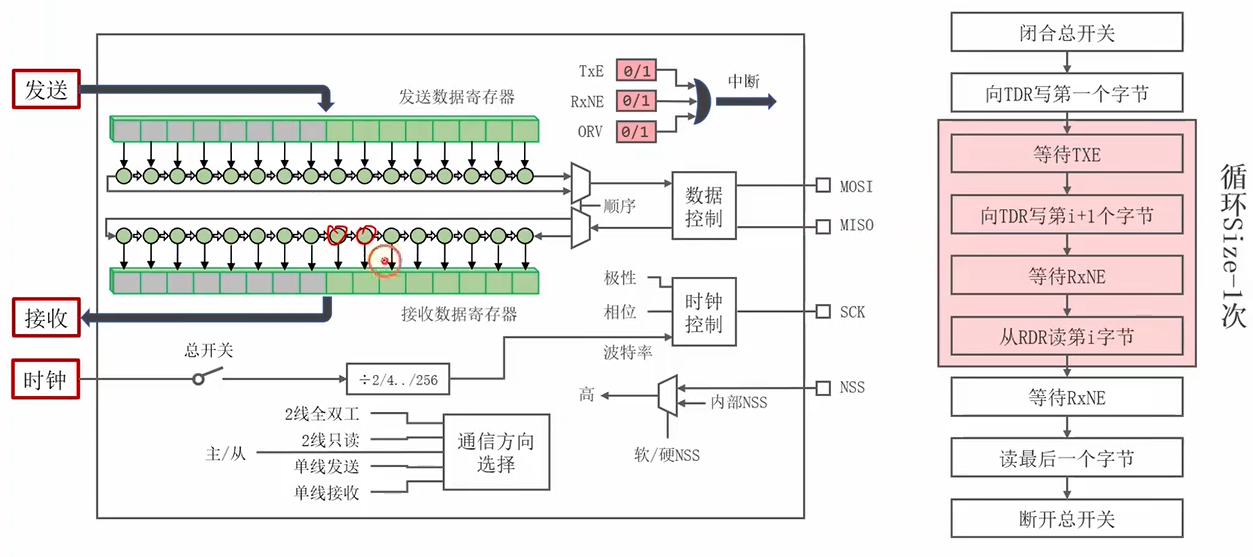 发送
发送数据寄存器
TxE 0/1
RxNE 0/1
ORV 0/1
中断
顺序
数据
控制
MOSI
MISO
接收
接收数据寄存器
极性
相位
波特率
时钟
控制
SCK
时钟
总开关
÷2/4../256
高
内部NSS
NSS
软/硬NSS
2线全双工
2线只读
主/从
单线发送
单线接收
通信方向
选择
闭合总开关
向TDR写第一个字节
等待TXE
向TDR写第i+1个字节
等待RxNE
从RDR读第i字节
等待RxNE
读最后一个字节
断开总开关
循环Size-1次